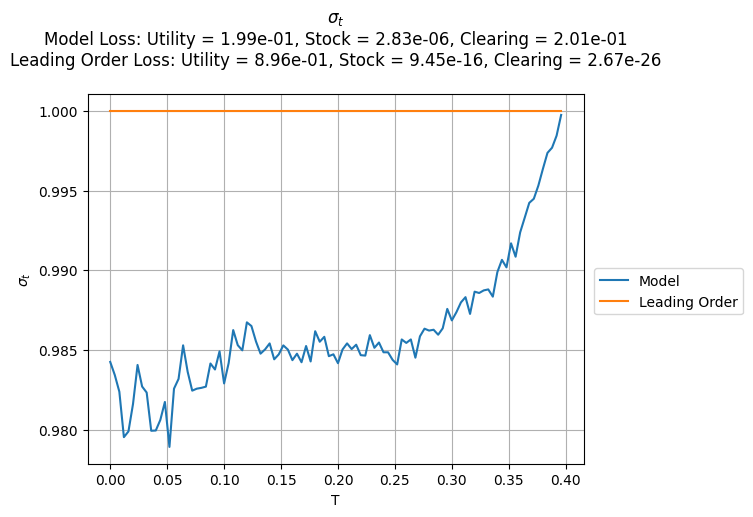 σ_t
Model Loss: Utility = 1.99e-01, Stock = 2.83e-06, Clearing = 2.01e-01
Leading Order Loss: Utility = 8.96e-01, Stock = 9.45e-16, Clearing = 2.67e-26
1.000
0.995
0.990
0.985
0.980
σ_t
0.00 0.05 0.10 0.15 0.20 0.25 0.30 0.35 0.40
T
Model
Leading Order